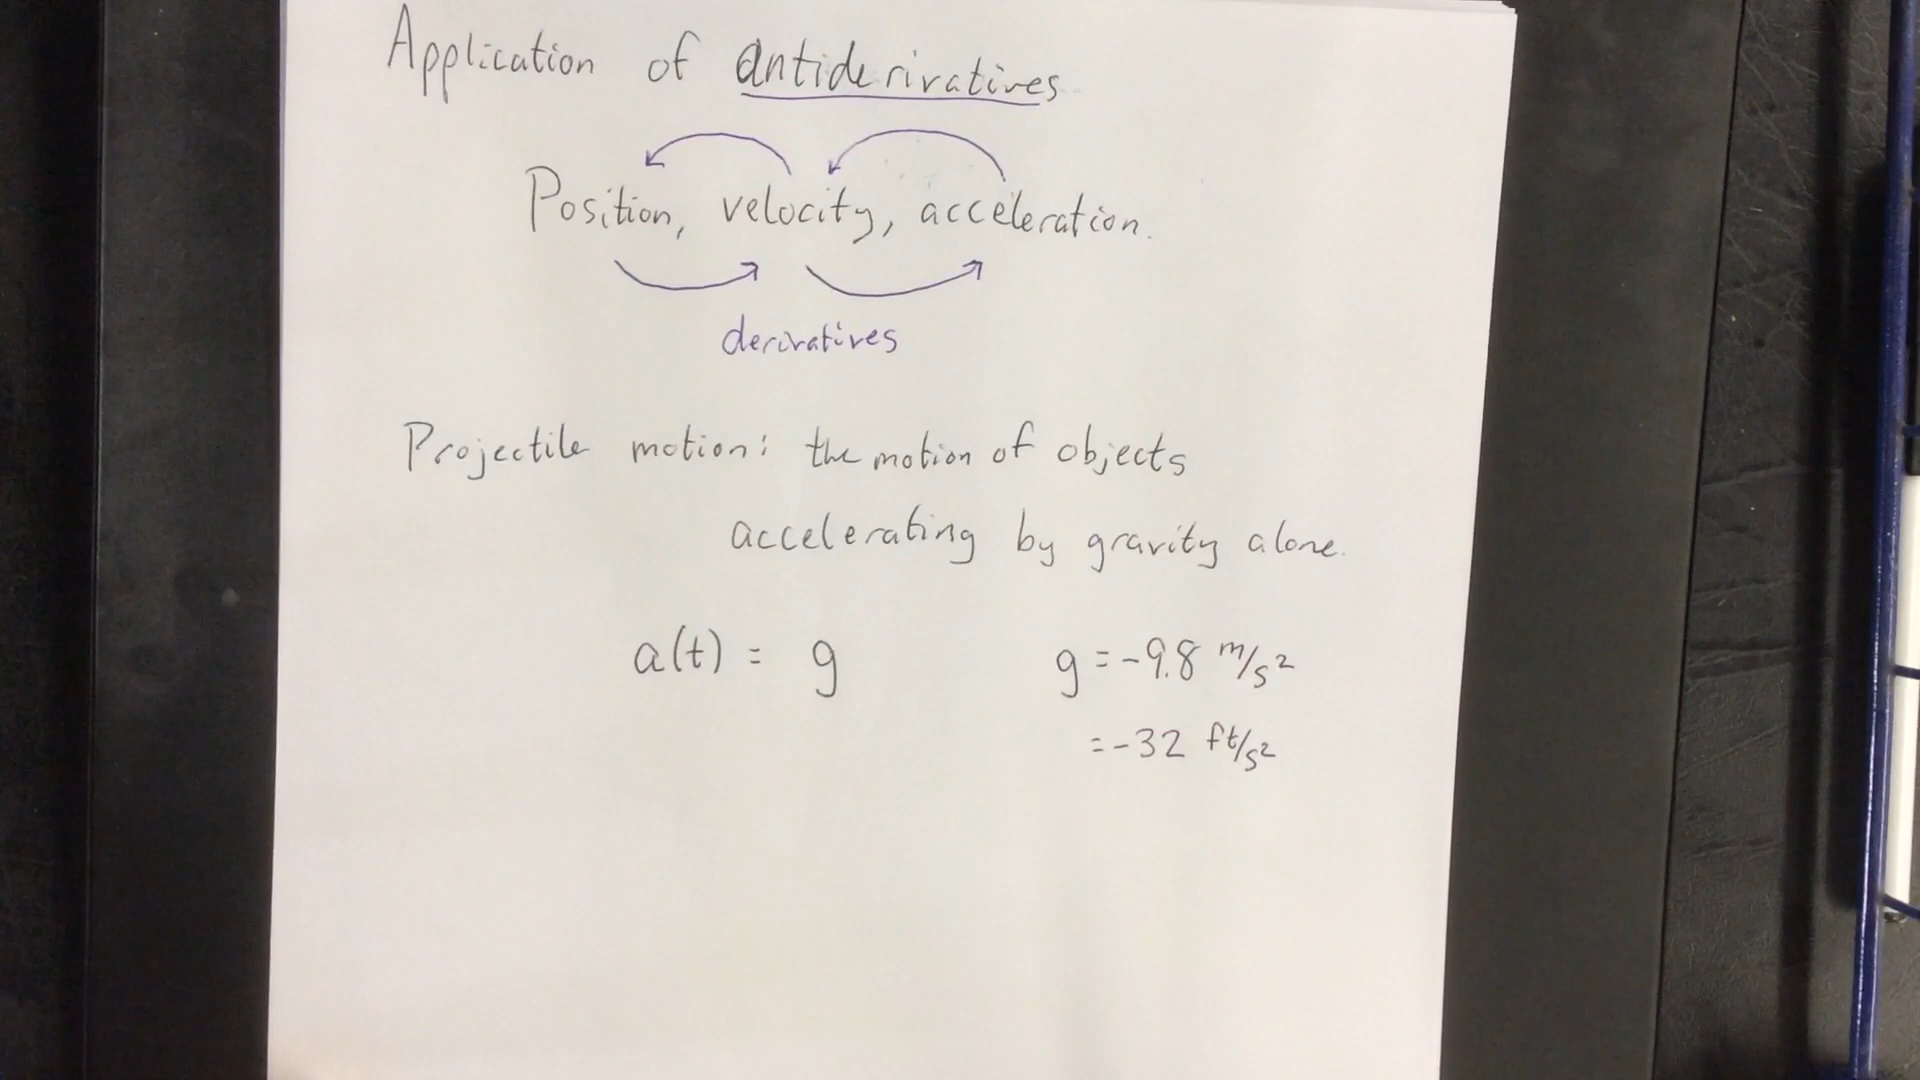 Application of antiderivatives
Position, velocity, acceleration.
derivatives
Projectile motion: the motion of objects
accelerating by gravity alone.
a(t) = g g = -9.8 m/s²
= -32 ft/s²